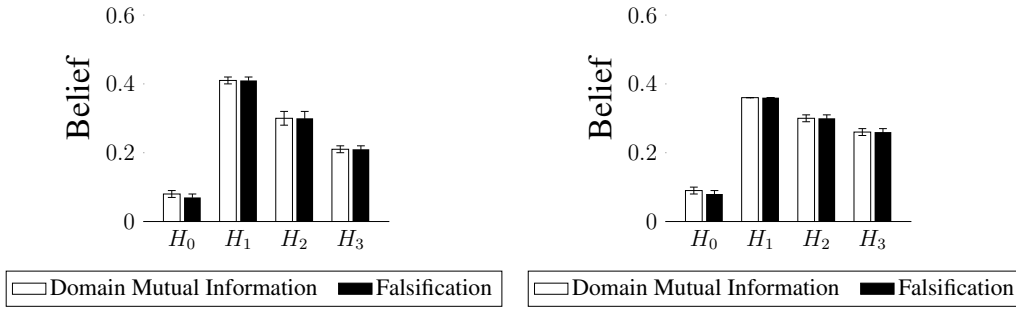 0.6
0.4
0.2
0
Belief
H₀ H₁ H₂ H₃
Domain Mutual Information Falsification
0.6
0.4
0.2
0
Belief
H₀ H₁ H₂ H₃
Domain Mutual Information Falsification